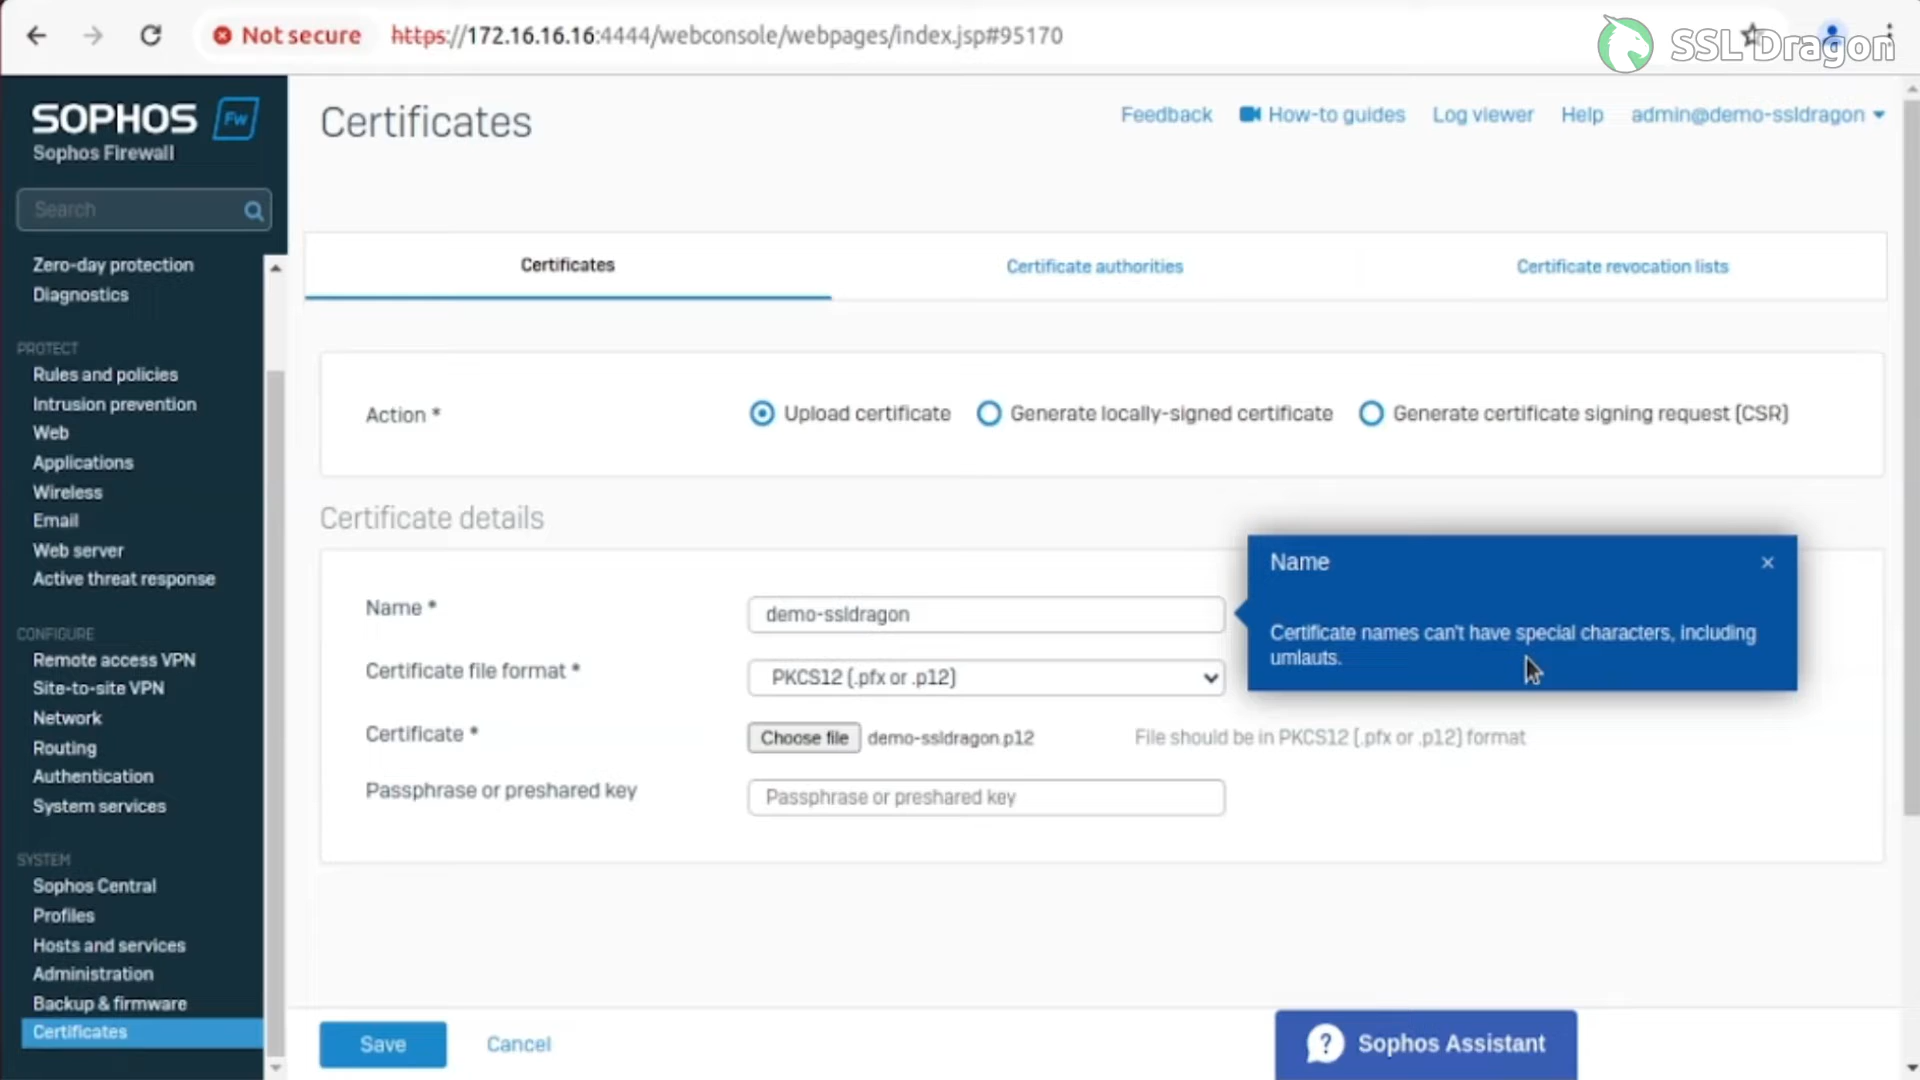 Not secure https://172.16.16.16:4444/webconsole/webpages/index.jsp#95170
SSL Dragon
SOPHOS Fw
Sophos Firewall
Search
Zero-day protection
Diagnostics
PROTECT
Rules and policies
Intrusion prevention
Web
Applications
Wireless
Email
Web server
Active threat response
CONFIGURE
Remote access VPN
Site-to-site VPN
Network
Routing
Authentication
System services
SYSTEM
Sophos Central
Profiles
Hosts and services
Administration
Backup & firmware
Certificates
Certificates
Feedback How-to guides Log viewer Help admin@demo-ssldragon
Certificates Certificate authorities Certificate revocation lists
Action * Upload certificate Generate locally-signed certificate Generate certificate signing request (CSR)
Certificate details
Name * demo-ssldragon
Certificate file format * PKCS12 (.pfx or .p12)
Certificate * Choose file demo-ssldragon.p12 File should be in PKCS12 (.pfx or .p12) format
Passphrase or preshared key Passphrase or preshared key
Name ×
Certificate names can't have special characters, including
umlauts.
Save Cancel
? Sophos Assistant